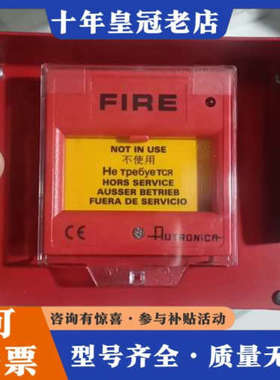 十年皇冠老店
FIRE
NOT IN USE
不使用
Не требуется
HORS SERVICE
AUSSER BETRIEB
FUERA DE SERVICIO
CE
AUTRONICA
可
咨询有惊喜·参与补贴活动
票
型号齐全·质量无